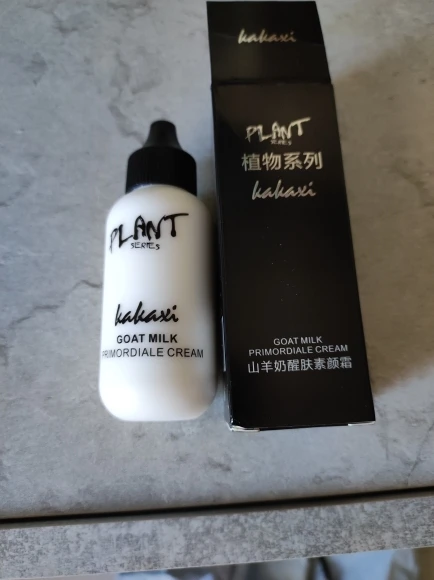 PLANT
SERIES
kakaxi
GOAT MILK
PRIMORDIALE CREAM
kakaxi
PLANT
SERIES
植物系列
kakaxi
GOAT MILK
PRIMORDIALE CREAM
山羊奶醒肤素颜霜